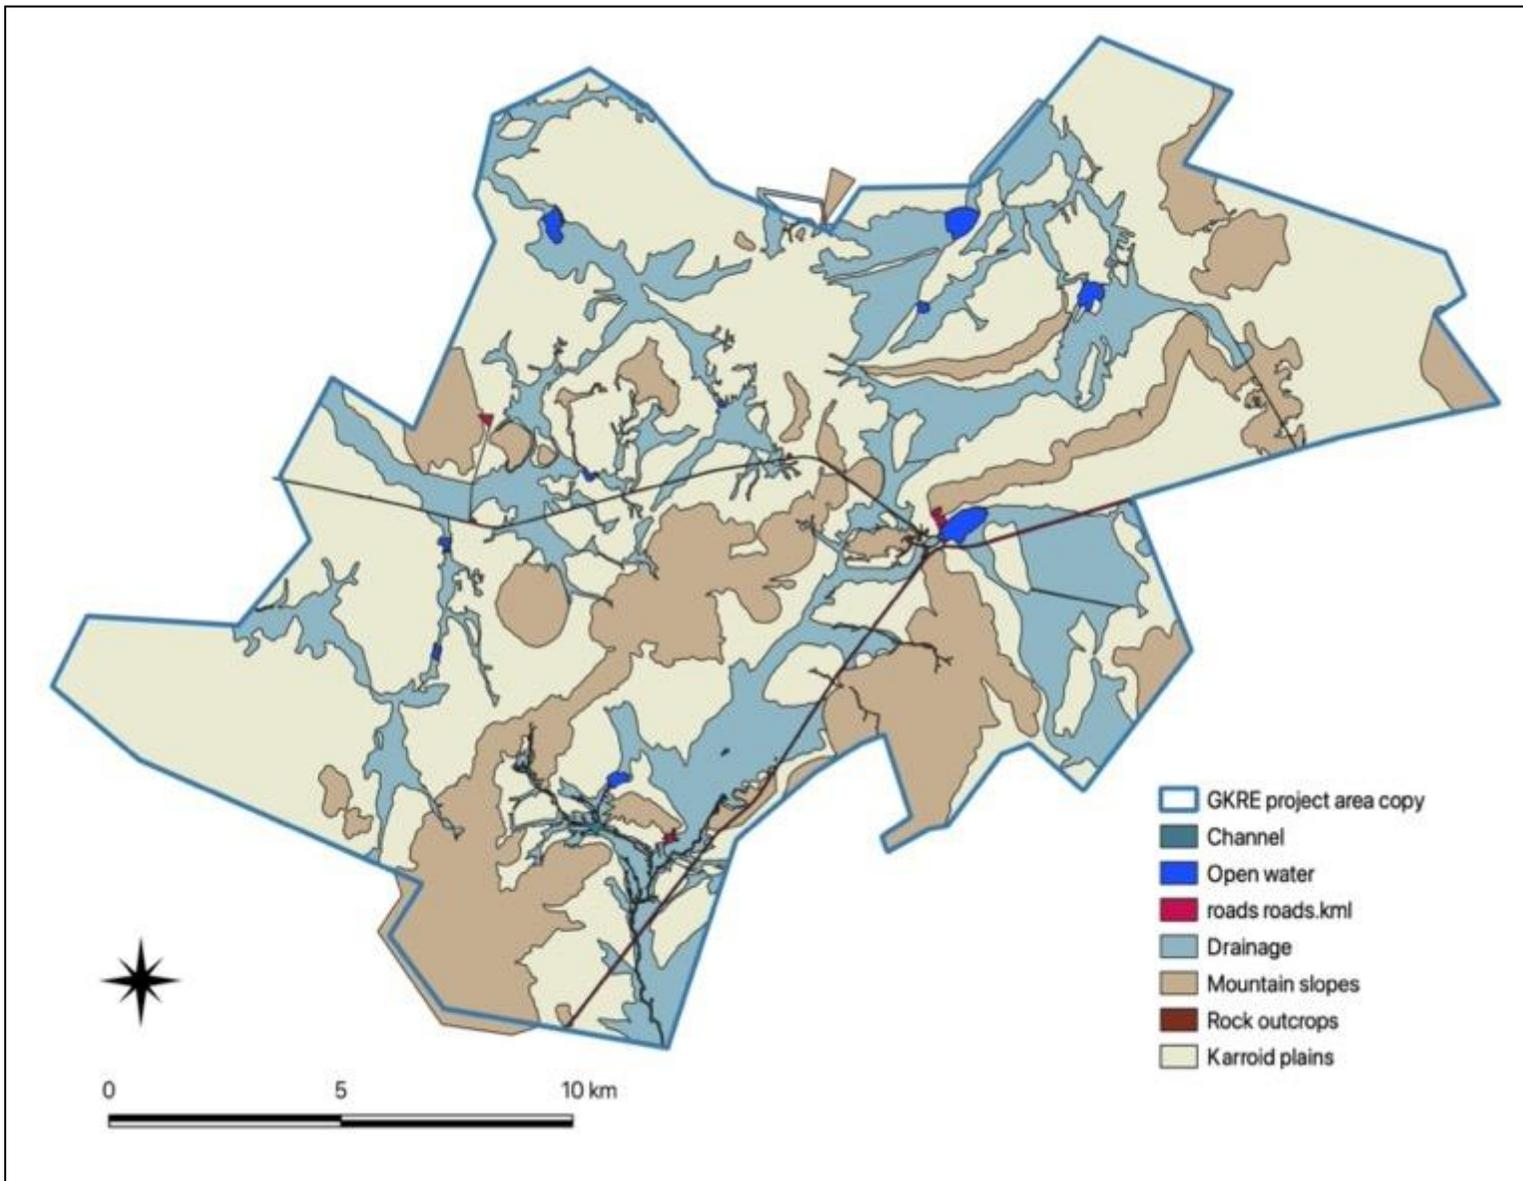 GKRE project area copy
Channel
Open water
roads roads.kml
Drainage
Mountain slopes
Rock outcrops
Karroid plains
0 5 10 km